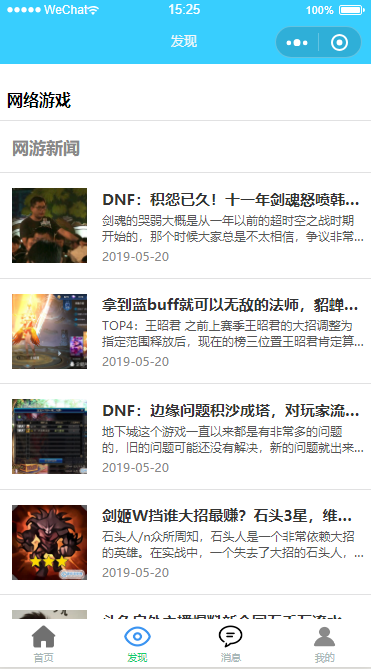 WeChat
15:25
100%
发现
网络游戏
网游新闻
DNF：积怨已久！十一年剑魂怒喷韩...
剑魂的哭弱大概是从一年以前的超时空之战时期
开始的，那个时候大家总是不太相信，争议非常...
2019-05-20
拿到蓝buff就可以无敌的法师，貂蝉...
TOP4：王昭君 之前上赛季王昭君的大招调整为
指定范围释放后，现在的榜三位置王昭君肯定算...
2019-05-20
DNF：边缘问题积沙成塔，对玩家流...
地下城这个游戏一直以来都是有非常多的问题
的，旧的问题可能还没有解决，新的问题就出来...
2019-05-20
剑姬W挡谁大招最赚？石头3星，维...
石头人/n众所周知，石头人是一个非常依赖大招
的英雄。在实战中，一个失去了大招的石头人，...
2019-05-20
首页
发现
消息
我的